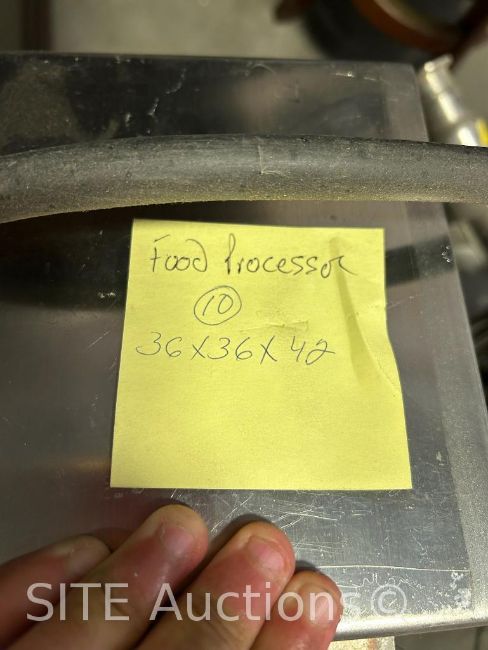 Food Processor
10
36X36X42
SITE Auctions©